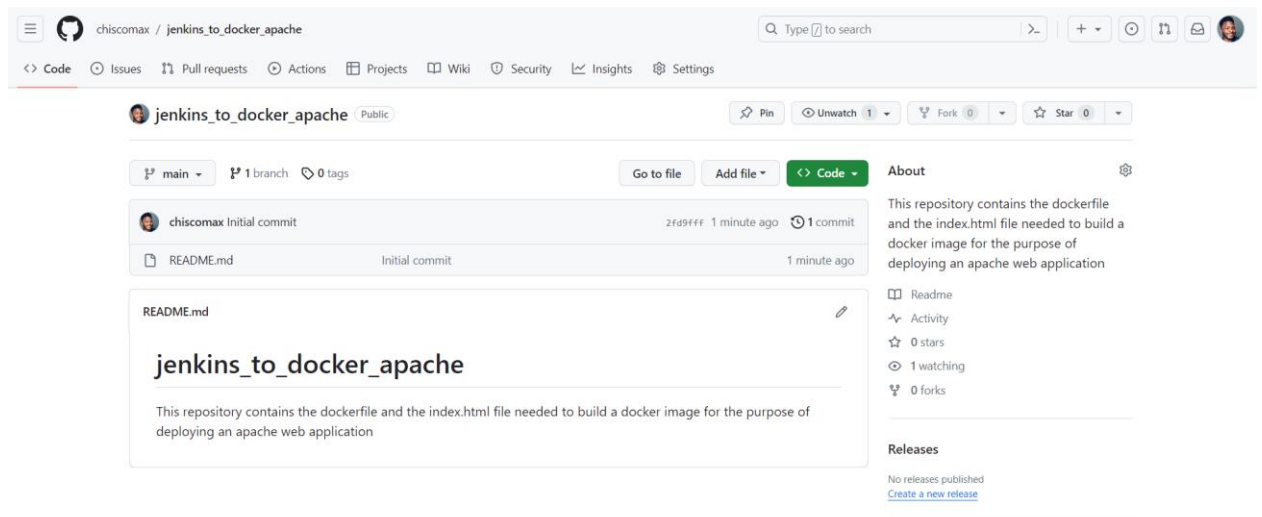 chiscomax / jenkins_to_docker_apache
Type / to search
Code Issues Pull requests Actions Projects Wiki Security Insights Settings
jenkins_to_docker_apache Public
Pin Unwatch 1 Fork 0 Star 0
main 1 branch 0 tags Go to file Add file Code
chiscomax Initial commit 2fd9fff 1 minute ago 1 commit
README.md Initial commit 1 minute ago
README.md
jenkins_to_docker_apache
This repository contains the dockerfile and the index.html file needed to build a docker image for the purpose of
deploying an apache web application
About
This repository contains the dockerfile
and the index.html file needed to build a
docker image for the purpose of
deploying an apache web application
Readme
Activity
0 stars
1 watching
0 forks
Releases
No releases published
Create a new release